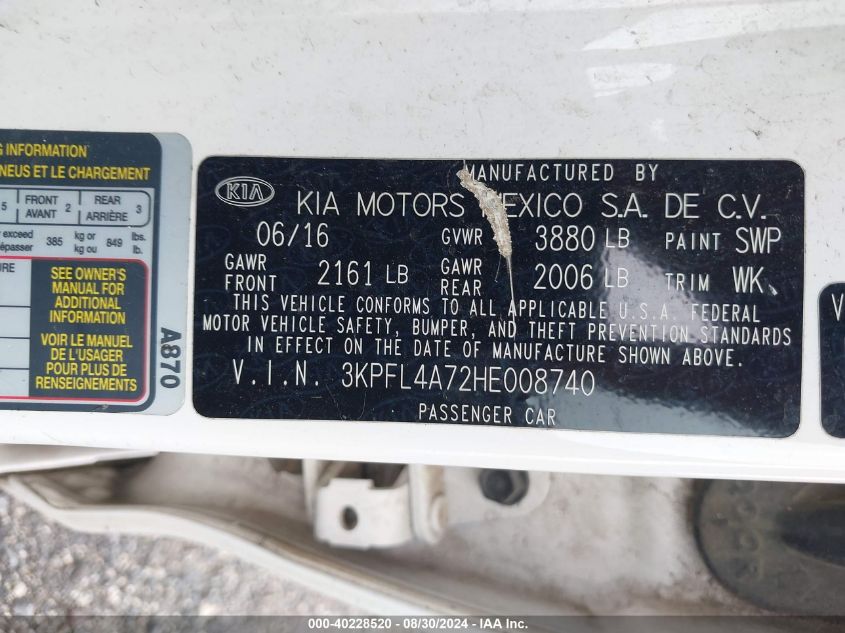 G INFORMATION
NEUS ET LE CHARGEMENT
5 FRONT AVANT 2 REAR ARRIÈRE 3
exceed
385 kg or kg ou 849 lbs. lb.
SEE OWNER'S
MANUAL FOR
ADDITIONAL
INFORMATION
VOIR LE MANUEL
DE L'USAGER
POUR PLUS DE
RENSEIGNEMENTS
A870
MANUFACTURED BY
KIA KIA MOTORS MEXICO S.A. DE C.V.
06/16 GVWR 3880 LB PAINT SWP
GAWR FRONT 2161 LB GAWR REAR 2006 LB TRIM WK
THIS VEHICLE CONFORMS TO ALL APPLICABLE U.S.A. FEDERAL
MOTOR VEHICLE SAFETY, BUMPER, AND THEFT PREVENTION STANDARDS
IN EFFECT ON THE DATE OF MANUFACTURE SHOWN ABOVE.
V.I.N. 3KPFL4A72HE008740
PASSENGER CAR
V
000-40228520 - 08/30/2024 - IAA Inc.